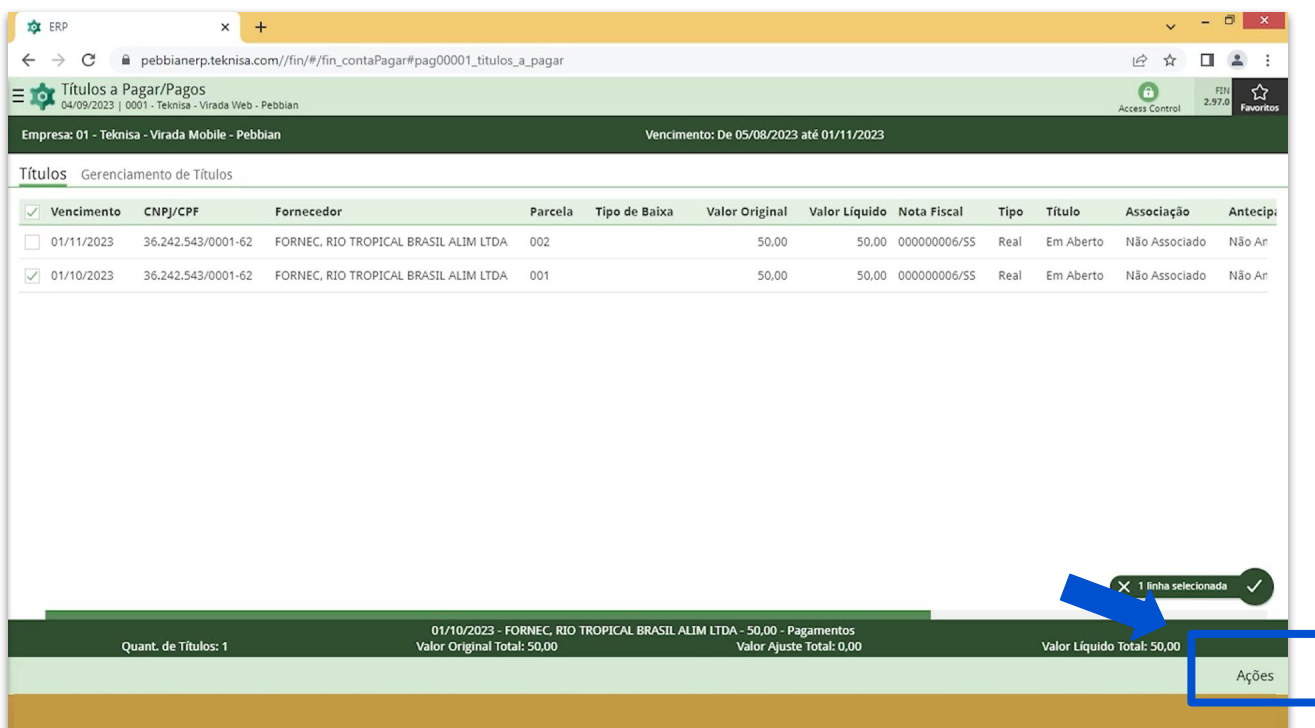 ERP
pebbianerp.teknisa.com//fin/#/fin_contaPagar#pag00001_titulos_a_pagar
Títulos a Pagar/Pagos
04/09/2023 | 0001 - Teknisa - Virada Web - Pebbian
Access Control
FIN
2.97.0
Favoritos
Empresa: 01 - Teknisa - Virada Mobile - Pebbian Vencimento: De 05/08/2023 até 01/11/2023
Títulos Gerenciamento de Títulos
Vencimento CNPJ/CPF Fornecedor Parcela Tipo de Baixa Valor Original Valor Líquido Nota Fiscal Tipo Título Associação Antecipa
01/11/2023 36.242.543/0001-62 FORNEC, RIO TROPICAL BRASIL ALIM LTDA 002 50,00 50,00 000000006/SS Real Em Aberto Não Associado Não An
01/10/2023 36.242.543/0001-62 FORNEC, RIO TROPICAL BRASIL ALIM LTDA 001 50,00 50,00 000000006/SS Real Em Aberto Não Associado Não An
1 linha selecionada
01/10/2023 - FORNEC, RIO TROPICAL BRASIL ALIM LTDA - 50,00 - Pagamentos
Quant. de Títulos: 1 Valor Original Total: 50,00 Valor Ajuste Total: 0,00 Valor Líquido Total: 50,00
Ações